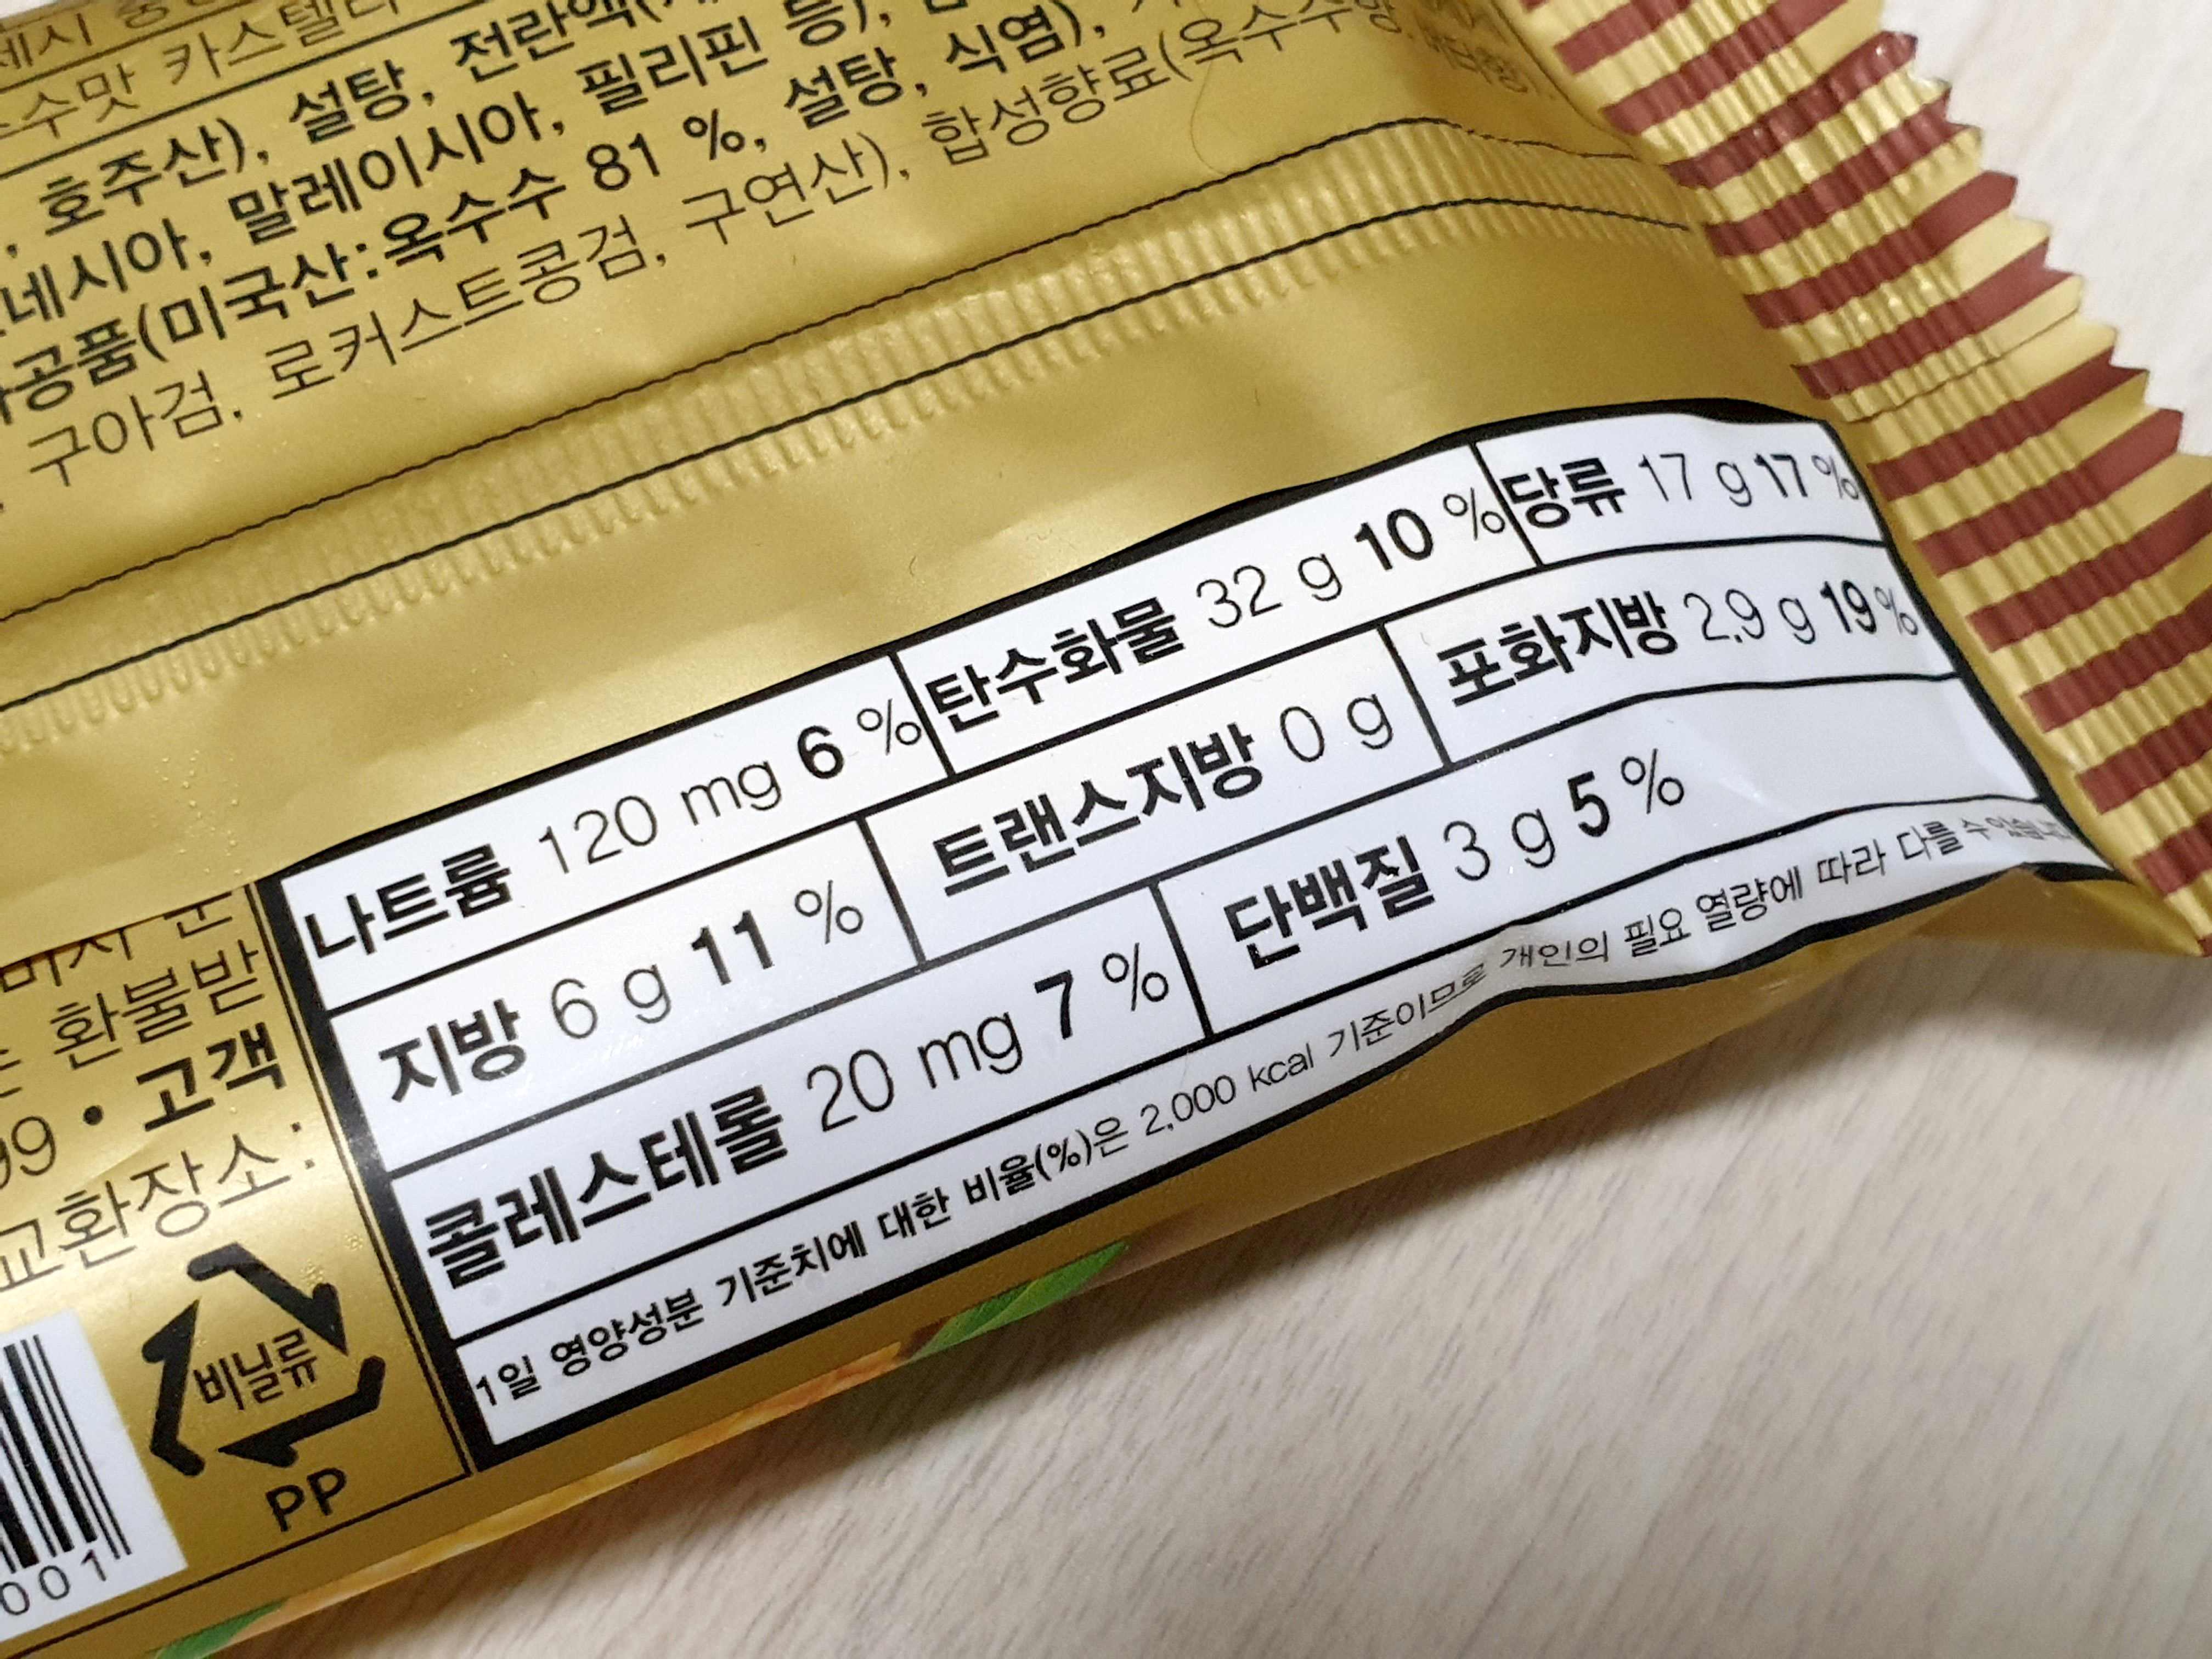 수맛 카스텔라
호주산), 설탕, 전란액
네시아, 말레이시아, 필리핀 등),
공품(미국산:옥수수 81 %, 설탕, 식염),
구아검, 로커스트콩검, 구연산), 합성향료(옥수수향,
나트륨 120 mg 6 % 탄수화물 32 g 10 % 당류 17 g 17 %
지방 6 g 11 % 트랜스지방 0 g 포화지방 2.9 g 19 %
콜레스테롤 20 mg 7 % 단백질 3 g 5 %
1일 영양성분 기준치에 대한 비율(%)은 2,000 kcal 기준이므로 개인의 필요 열량에 따라 다를 수 있습니다
환불받
99 • 고객
교환장소:
비닐류
PP
001